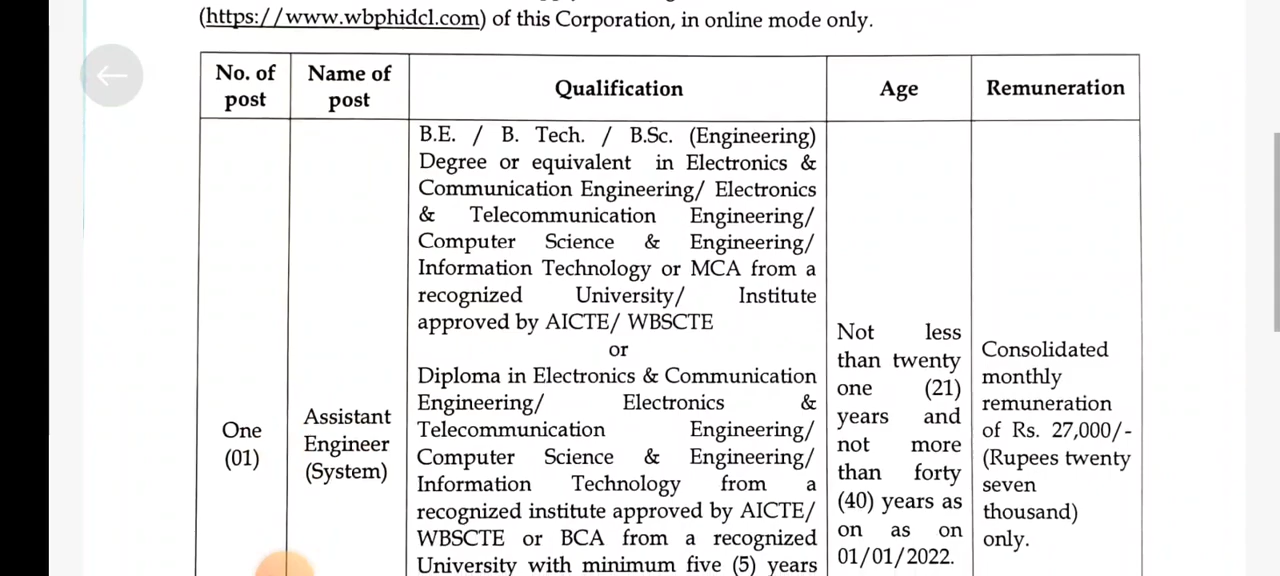 (https://www.wbphidcl.com) of this Corporation, in online mode only.
No. of post
Name of post
Qualification
Age
Remuneration
One
(01)
Assistant
Engineer
(System)
B.E. / B. Tech. / B.Sc. (Engineering)
Degree or equivalent in Electronics &
Communication Engineering/ Electronics
& Telecommunication Engineering/
Computer Science & Engineering/
Information Technology or MCA from a
recognized University/ Institute
approved by AICTE/ WBSCTE
or
Diploma in Electronics & Communication
Engineering/ Electronics &
Telecommunication Engineering/
Computer Science & Engineering/
Information Technology from a
recognized institute approved by AICTE/
WBSCTE or BCA from a recognized
University with minimum five (5) years
Not less
than twenty
one (21)
years and
not more
than forty
(40) years as
on as on
01/01/2022.
Consolidated
monthly
remuneration
of Rs. 27,000/-
(Rupees twenty
seven
thousand)
only.